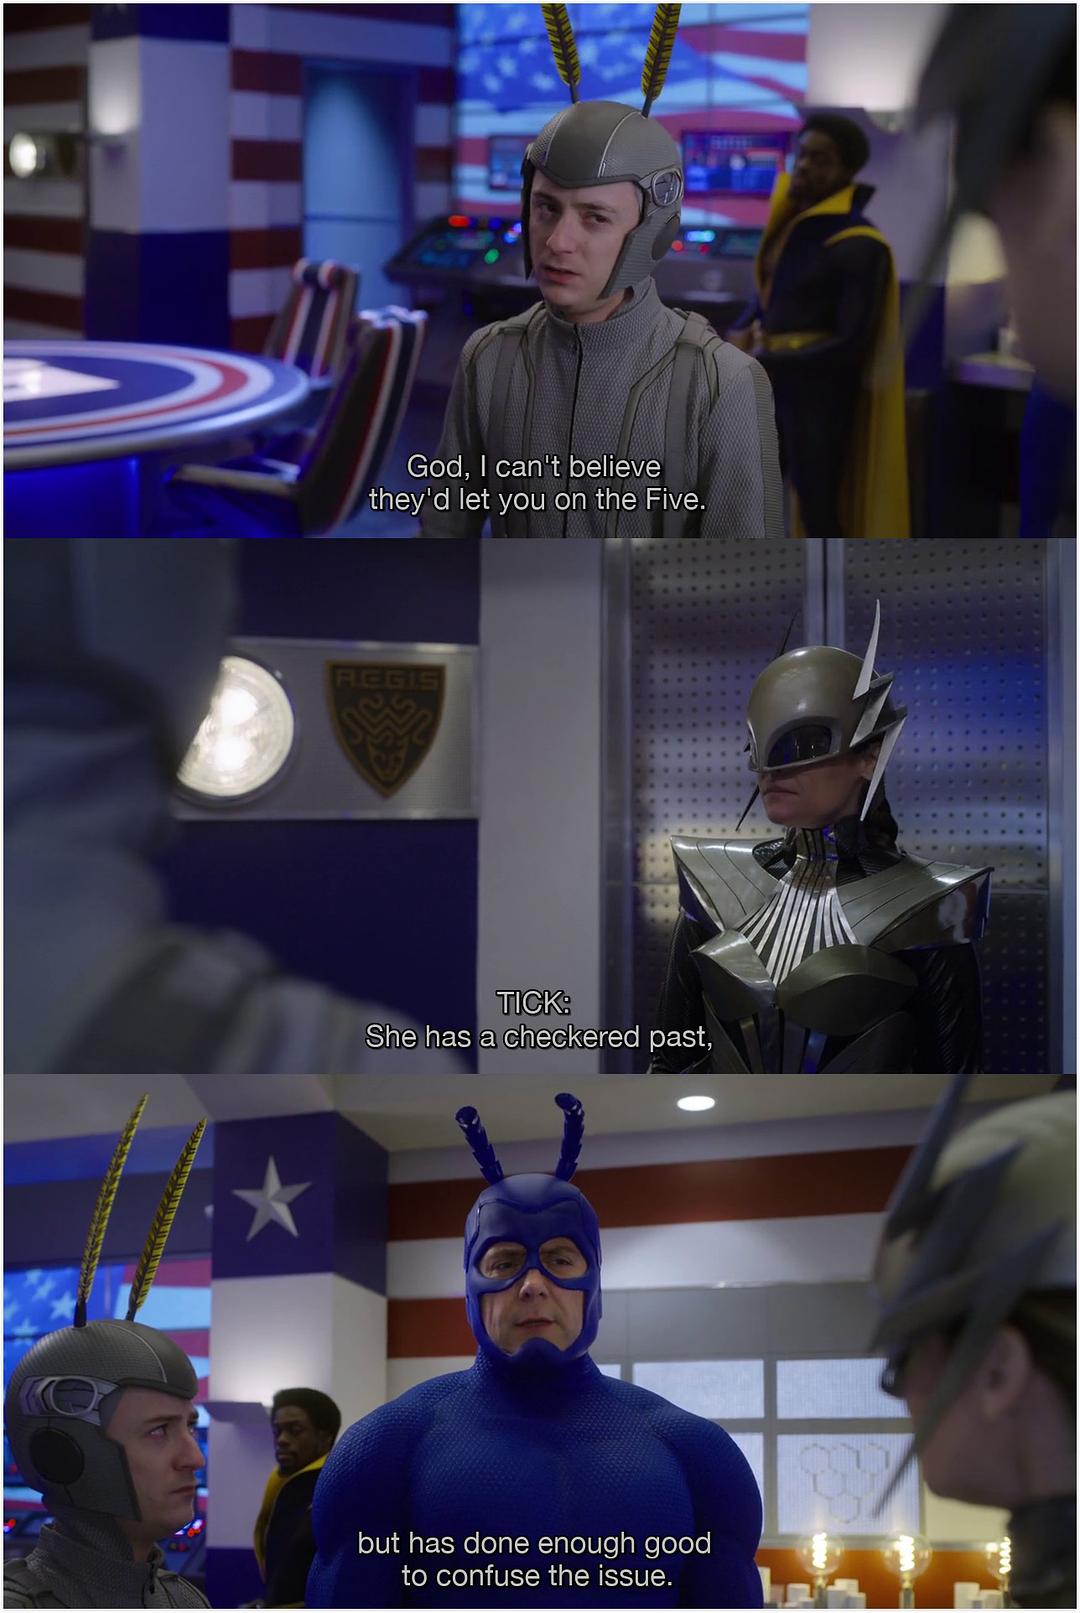 God, I can't believe
they'd let you on the Five.
AEGIS
TICK:
She has a checkered past,
but has done enough good
to confuse the issue.